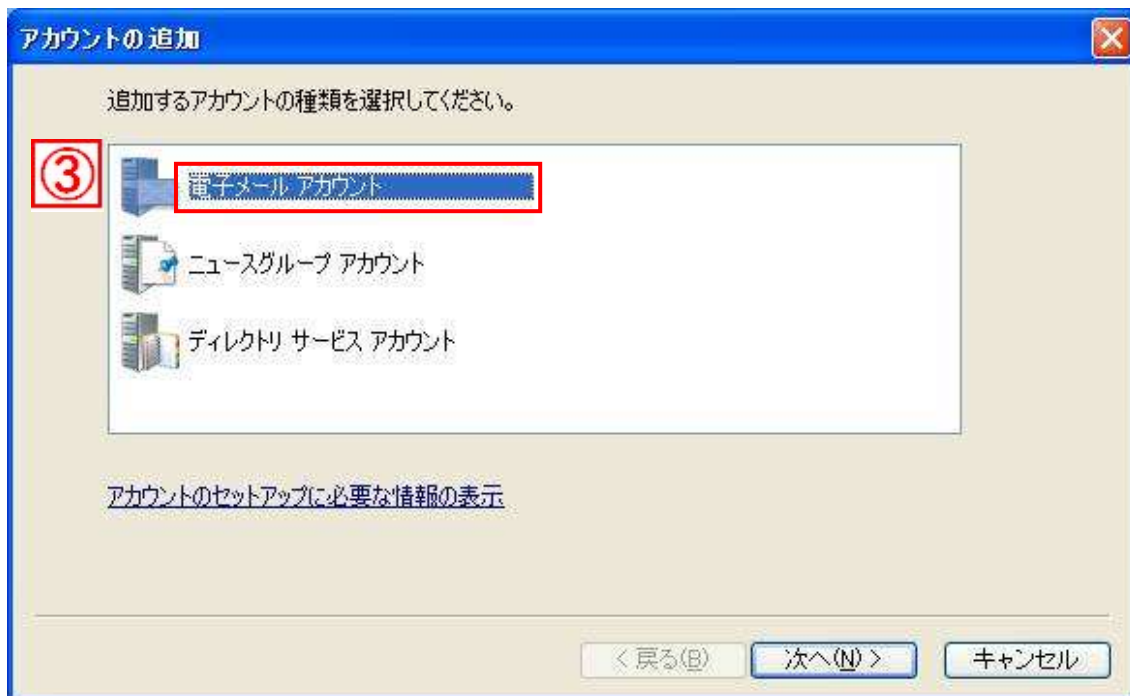 アカウントの追加
追加するアカウントの種類を選択してください。
③
電子メール アカウント
ニュースグループ アカウント
ディレクトリ サービス アカウント
アカウントのセットアップに必要な情報の表示
< 戻る(B)
次へ(N) >
キャンセル